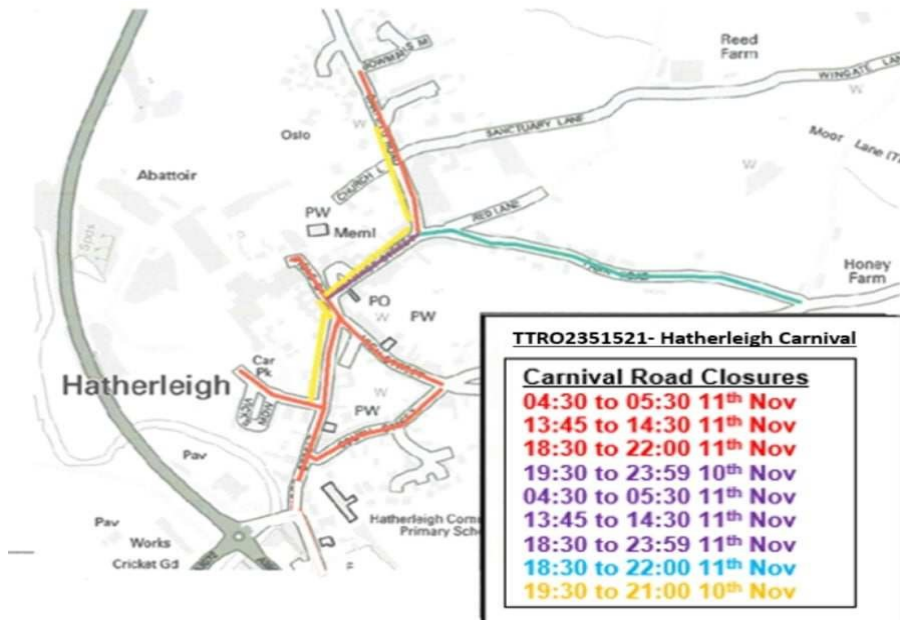 BOWMANS M
Reed
Farm
WINGATE LAN
W
W
SANCTUARY LANE
Oslo
Moor Lane (T
CHURCH L
W
Abattoir
RED LANE
PW
Meml
Spks
Honey
Farm
PO
W
PW
Car
Pk
Hatherleigh
W
PW
Pav
Pav
Hatherleigh Com
Primary Sch
Works
Cricket Gd
TTRO2351521- Hatherleigh Carnival
Carnival Road Closures
04:30 to 05:30 11th Nov
13:45 to 14:30 11th Nov
18:30 to 22:00 11th Nov
19:30 to 23:59 10th Nov
04:30 to 05:30 11th Nov
13:45 to 14:30 11th Nov
18:30 to 23:59 11th Nov
18:30 to 22:00 11th Nov
19:30 to 21:00 10th Nov